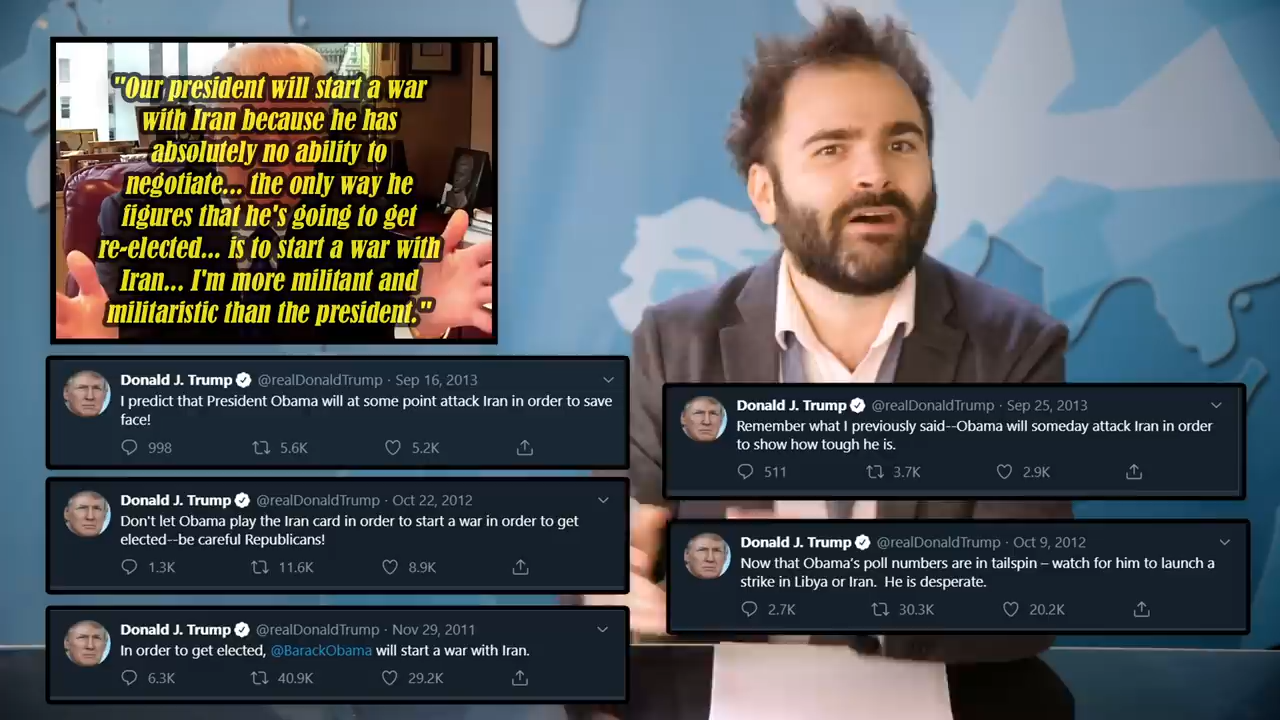 "Our president will start a war
with Iran because he has
absolutely no ability to
negotiate... the only way he
figures that he's going to get
re-elected... is to start a war with
Iran... I'm more militant and
militaristic than the president."
Donald J. Trump @realDonaldTrump · Sep 16, 2013
I predict that President Obama will at some point attack Iran in order to save
face!
998 5.6K 5.2K
Donald J. Trump @realDonaldTrump · Oct 22, 2012
Don't let Obama play the Iran card in order to start a war in order to get
elected--be careful Republicans!
1.3K 11.6K 8.9K
Donald J. Trump @realDonaldTrump · Nov 29, 2011
In order to get elected, @BarackObama will start a war with Iran.
6.3K 40.9K 29.2K
Donald J. Trump @realDonaldTrump · Sep 25, 2013
Remember what I previously said--Obama will someday attack Iran in order
to show how tough he is.
511 3.7K 2.9K
Donald J. Trump @realDonaldTrump · Oct 9, 2012
Now that Obama's poll numbers are in tailspin – watch for him to launch a
strike in Libya or Iran. He is desperate.
2.7K 30.3K 20.2K